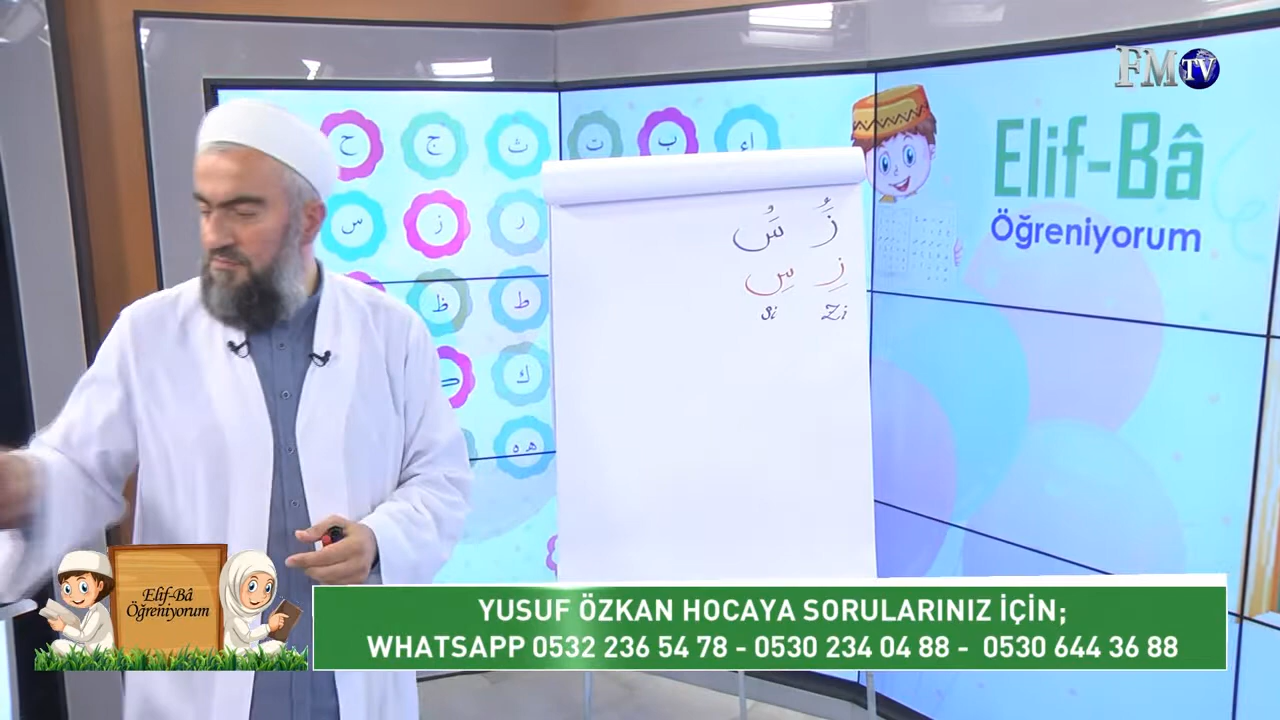 FM TV
Elif-Bâ
Öğreniyorum
ح ج ث ت ب ا ء
س ز ر
ظ ط
ك
ه ه
زُ سُ
زِ سِ
si zi
Elif-Bâ
Öğreniyorum
YUSUF ÖZKAN HOCAYA SORULARINIZ İÇİN;
WHATSAPP 0532 236 54 78 - 0530 234 04 88 - 0530 644 36 88